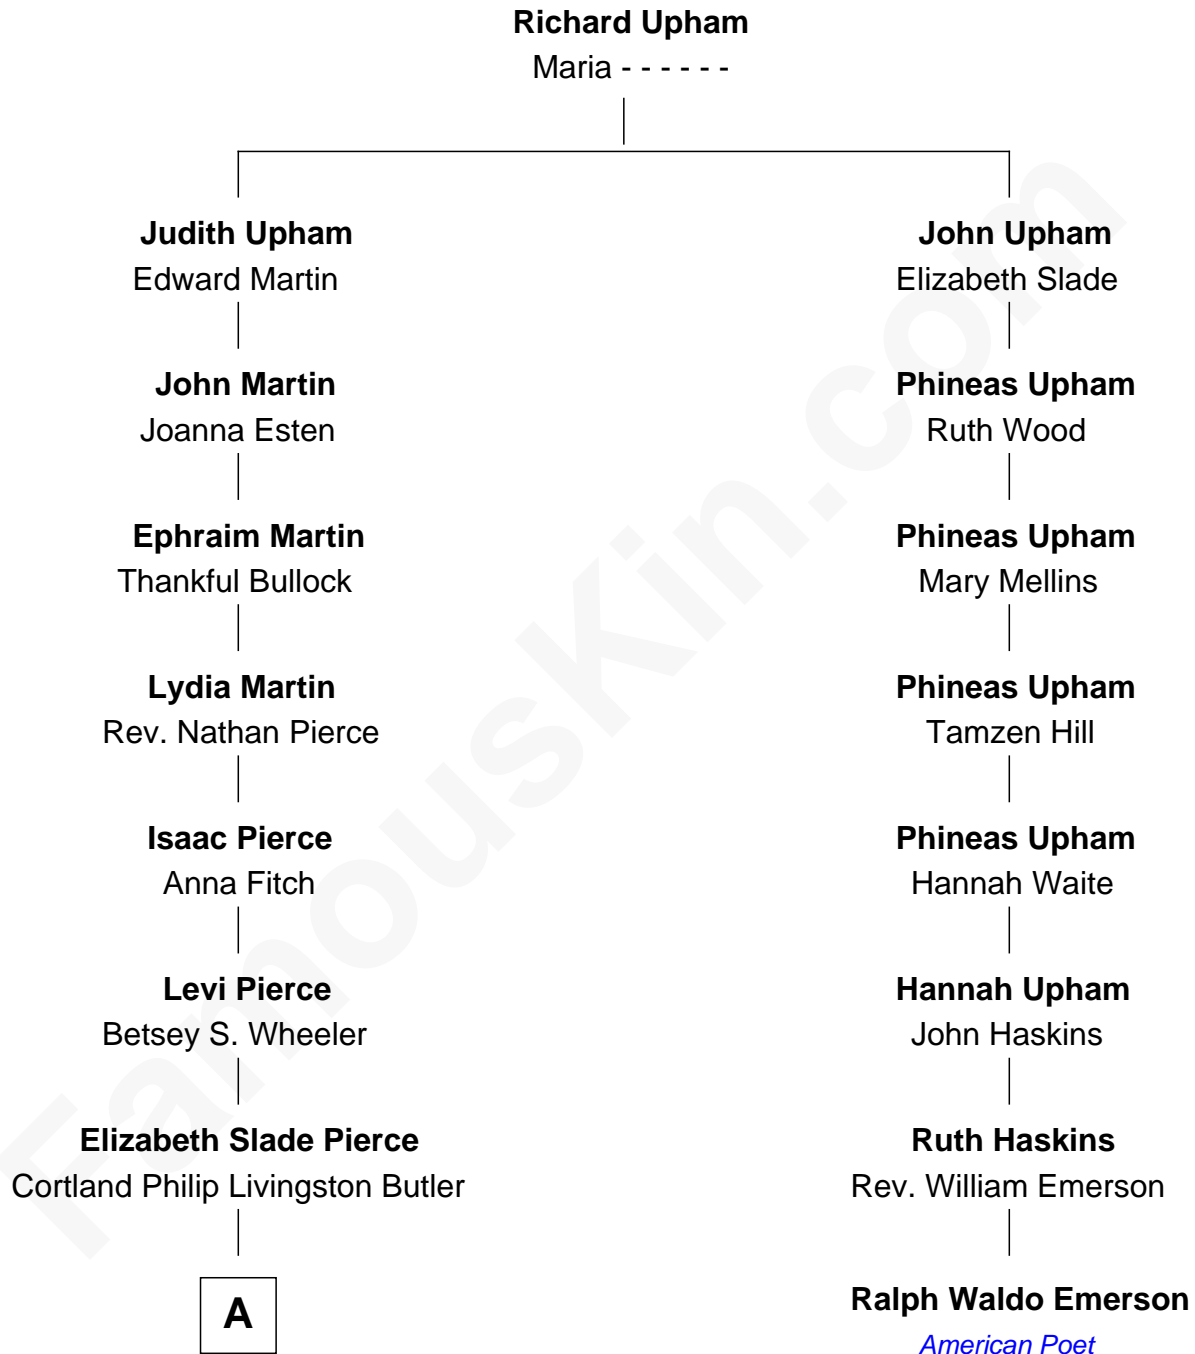 Richard Upham
Maria - - - - - -
Judith Upham
Edward Martin
John Upham
Elizabeth Slade
John Martin
Joanna Esten
Phineas Upham
Ruth Wood
Ephraim Martin
Thankful Bullock
Phineas Upham
Mary Mellins
Lydia Martin
Rev. Nathan Pierce
Phineas Upham
Tamzen Hill
Isaac Pierce
Anna Fitch
Phineas Upham
Hannah Waite
Levi Pierce
Betsey S. Wheeler
Hannah Upham
John Haskins
Elizabeth Slade Pierce
Cortland Philip Livingston Butler
Ruth Haskins
Rev. William Emerson
A
Ralph Waldo Emerson
American Poet
FamousKin.com